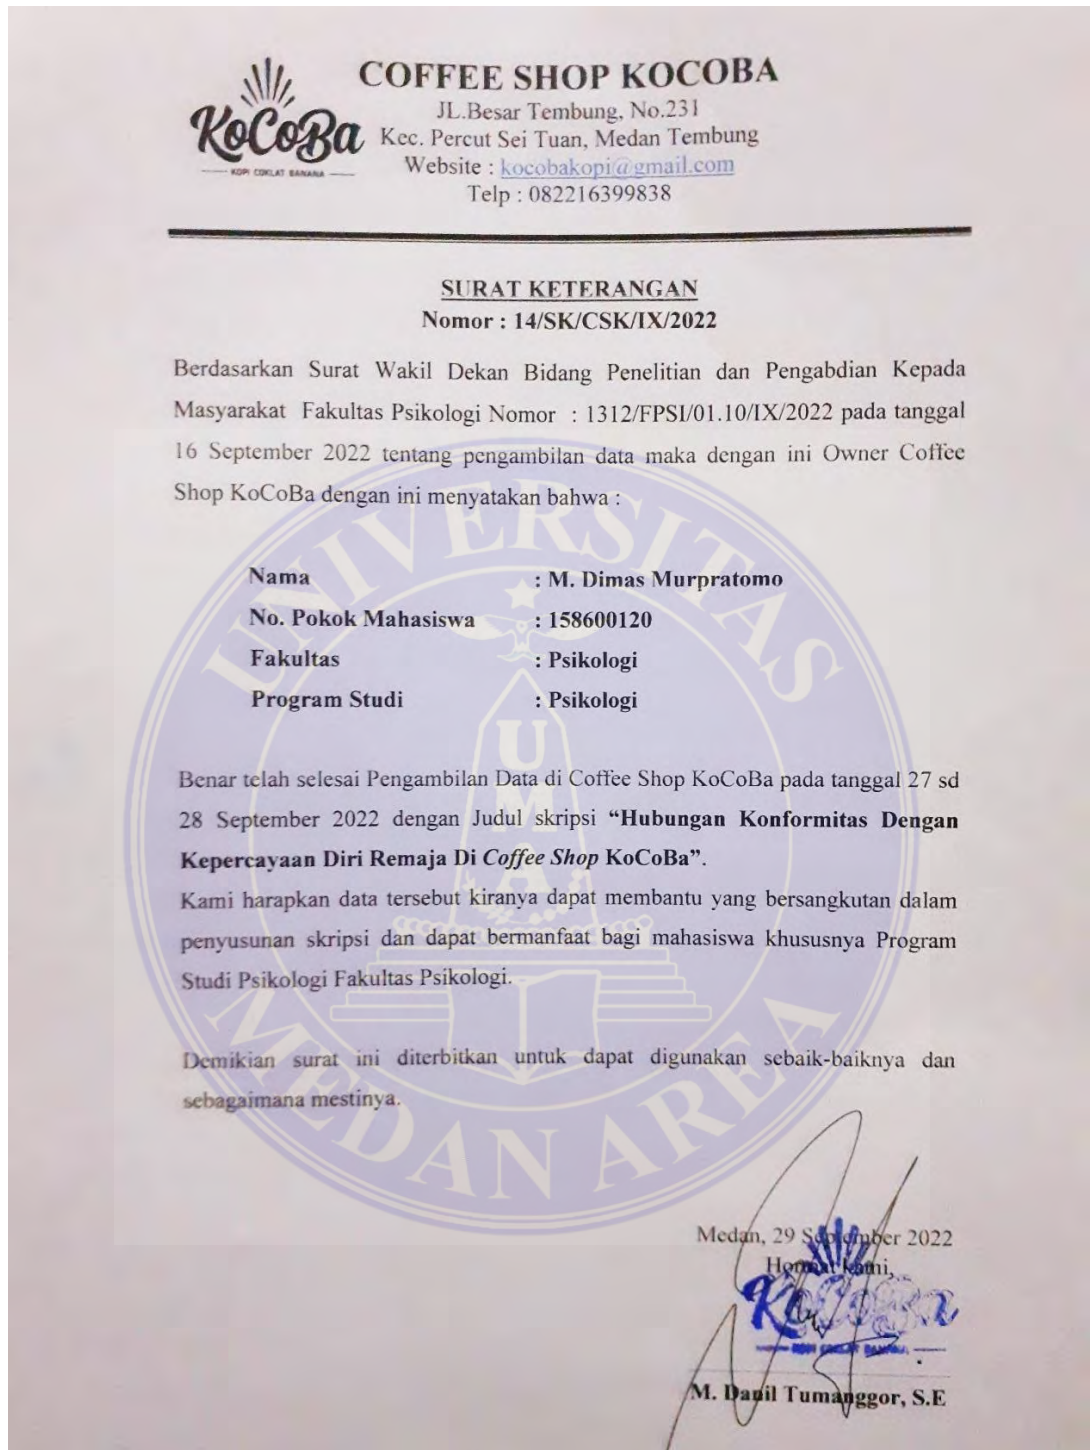 KoCoBa
KOPI COKLAT BANANA
COFFEE SHOP KOCOBA
JL.Besar Tembung, No.231
Kec. Percut Sei Tuan, Medan Tembung
Website : kocobakopi@gmail.com
Telp : 082216399838
SURAT KETERANGAN
Nomor : 14/SK/CSK/IX/2022
Berdasarkan Surat Wakil Dekan Bidang Penelitian dan Pengabdian Kepada
Masyarakat Fakultas Psikologi Nomor : 1312/FPSI/01.10/IX/2022 pada tanggal
16 September 2022 tentang pengambilan data maka dengan ini Owner Coffee
Shop KoCoBa dengan ini menyatakan bahwa :
Nama : M. Dimas Murpratomo
No. Pokok Mahasiswa : 158600120
Fakultas : Psikologi
Program Studi : Psikologi
Benar telah selesai Pengambilan Data di Coffee Shop KoCoBa pada tanggal 27 sd
28 September 2022 dengan Judul skripsi “Hubungan Konformitas Dengan
Kepercayaan Diri Remaja Di Coffee Shop KoCoBa”.
Kami harapkan data tersebut kiranya dapat membantu yang bersangkutan dalam
penyusunan skripsi dan dapat bermanfaat bagi mahasiswa khususnya Program
Studi Psikologi Fakultas Psikologi.
Demikian surat ini diterbitkan untuk dapat digunakan sebaik-baiknya dan
sebagaimana mestinya.
Medan, 29 September 2022
Hormat kami,
KoCoBa
KOPI COKLAT BANANA
M. Danil Tumanggor, S.E
UNIVERSITAS
UMA
MEDAN AREA